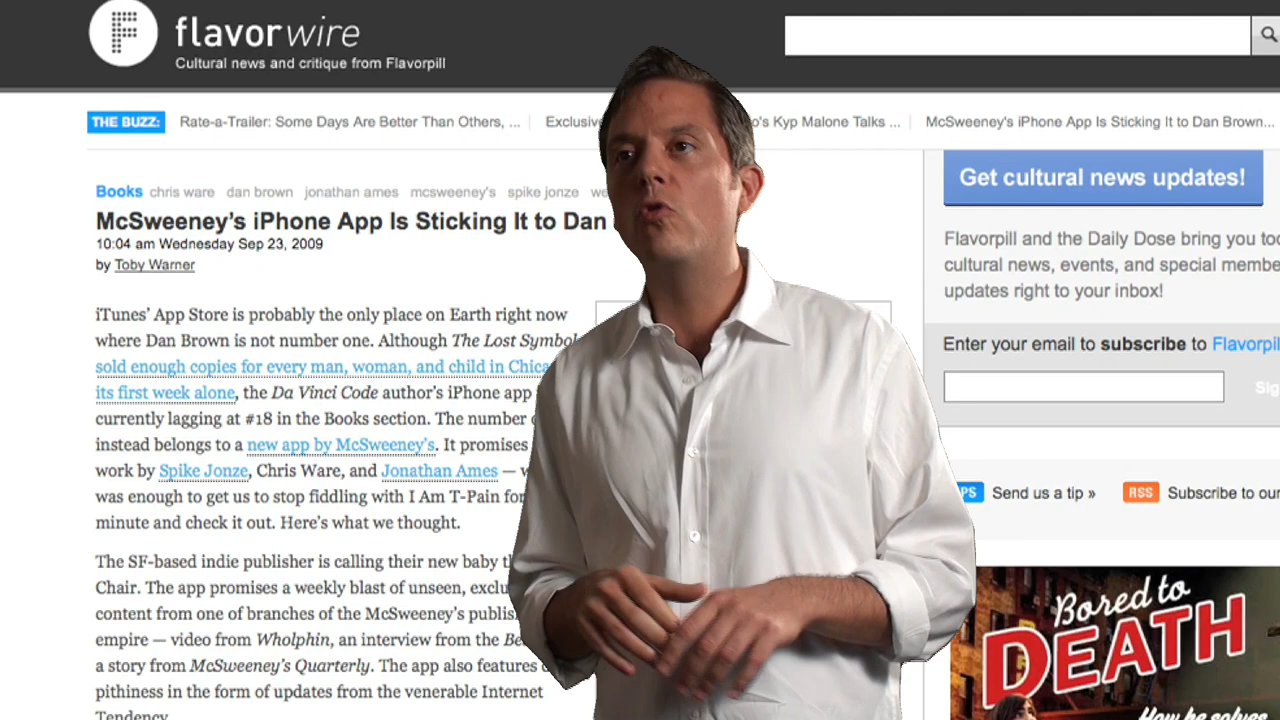 F
flavorwire
Cultural news and critique from Flavorpill
THE BUZZ:
Rate-a-Trailer: Some Days Are Better Than Others, ...
Exclusive
's Kyp Malone Talks ...
McSweeney's iPhone App Is Sticking It to Dan Brown...
Books chris ware dan brown jonathan ames mcsweeney's spike jonze
McSweeney's iPhone App Is Sticking It to Dan
10:04 am Wednesday Sep 23, 2009
by Toby Warner
iTunes' App Store is probably the only place on Earth right now
where Dan Brown is not number one. Although The Lost Symbol
sold enough copies for every man, woman, and child in Chica
its first week alone, the Da Vinci Code author's iPhone app
currently lagging at #18 in the Books section. The number
instead belongs to a new app by McSweeney's. It promises
work by Spike Jonze, Chris Ware, and Jonathan Ames —
was enough to get us to stop fiddling with I Am T-Pain for
minute and check it out. Here's what we thought.
The SF-based indie publisher is calling their new baby
Chair. The app promises a weekly blast of unseen, exclu
content from one of branches of the McSweeney's publis
empire — video from Wholphin, an interview from the Be
a story from McSweeney's Quarterly. The app also features
pithiness in the form of updates from the venerable Internet
Tendency.
Get cultural news updates!
Flavorpill and the Daily Dose bring you
cultural news, events, and special membe
updates right to your inbox!
Enter your email to subscribe to Flavorpil
Sig
PS Send us a tip »
RSS Subscribe to our
Bored to
DEATH
How he solves